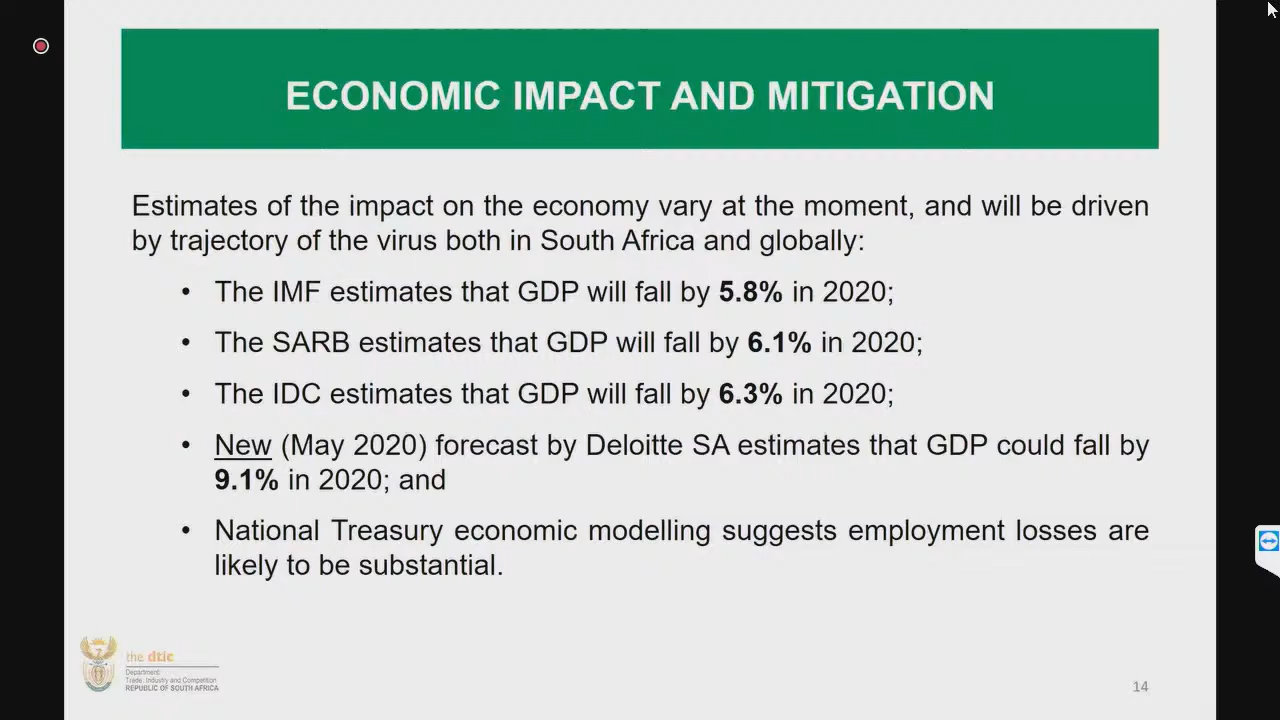 ECONOMIC IMPACT AND MITIGATION
Estimates of the impact on the economy vary at the moment, and will be driven
by trajectory of the virus both in South Africa and globally:
• The IMF estimates that GDP will fall by 5.8% in 2020;
• The SARB estimates that GDP will fall by 6.1% in 2020;
• The IDC estimates that GDP will fall by 6.3% in 2020;
• New (May 2020) forecast by Deloitte SA estimates that GDP could fall by
9.1% in 2020; and
• National Treasury economic modelling suggests employment losses are
likely to be substantial.
the dtic
Department:
Trade, Industry and Competition
REPUBLIC OF SOUTH AFRICA
14